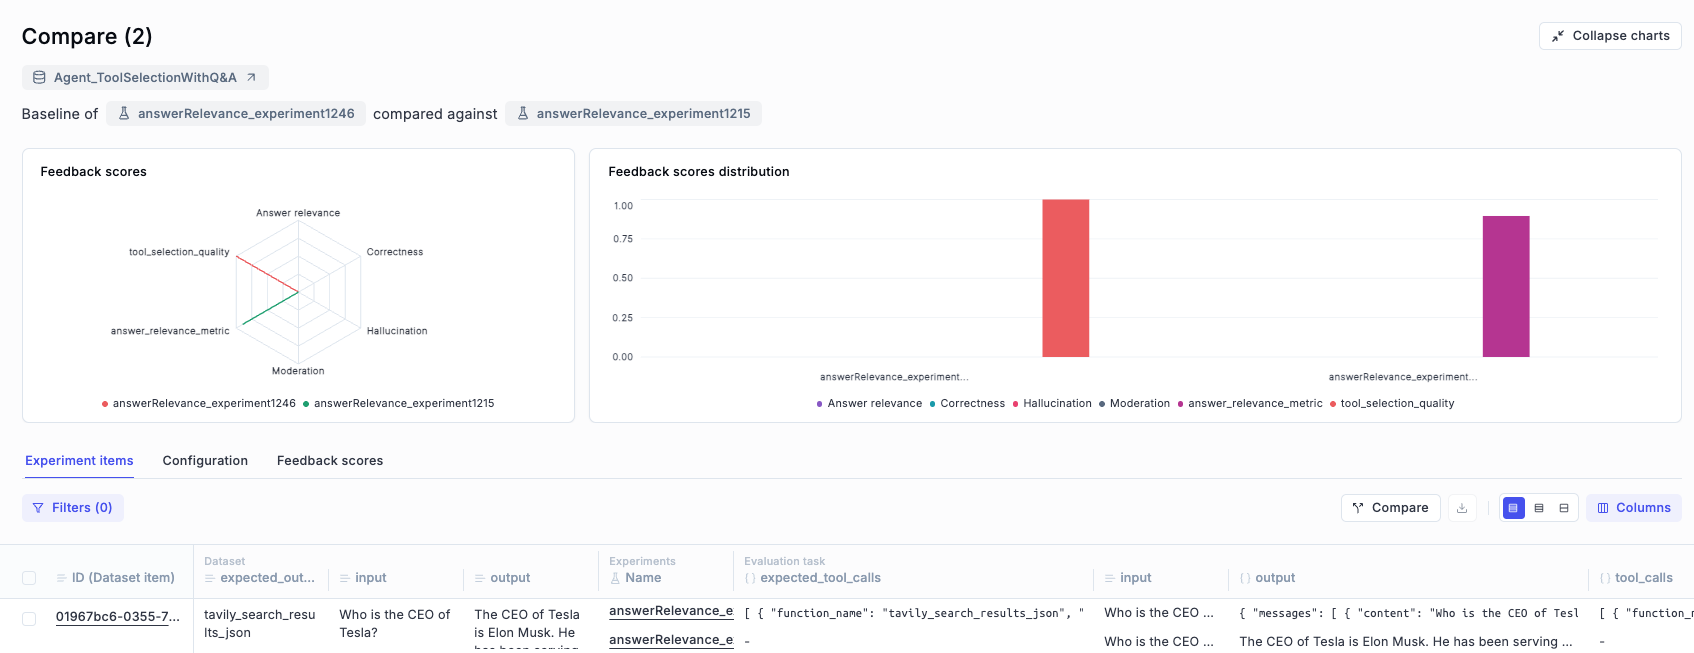 Compare (2)
Collapse charts
Agent_ToolSelectionWithQ&A
Baseline of answerRelevance_experiment1246 compared against answerRelevance_experiment1215
Feedback scores
Answer relevance
tool_selection_quality
Correctness
answer_relevance_metric
Hallucination
Moderation
answerRelevance_experiment1246 answerRelevance_experiment1215
Feedback scores distribution
1.00
0.75
0.50
0.25
0.00
answerRelevance_experiment... answerRelevance_experiment...
Answer relevance Correctness Hallucination Moderation answer_relevance_metric tool_selection_quality
Experiment items Configuration Feedback scores
Filters (0) Compare Columns
Dataset Experiments Evaluation task
ID (Dataset item) expected_out... input output Name expected_tool_calls input output tool_calls
01967bc6-0355-7...
tavily_search_resu
lts_json
Who is the CEO of
Tesla?
The CEO of Tesla
is Elon Musk. He
has been serving
answerRelevance_e [ { "function_name": "tavily_search_results_json", " Who is the CEO ... { "messages": [ { "content": "Who is the CEO of Tesl [ { "function_n
answerRelevance_e - Who is the CEO ... The CEO of Tesla is Elon Musk. He has been serving ... -